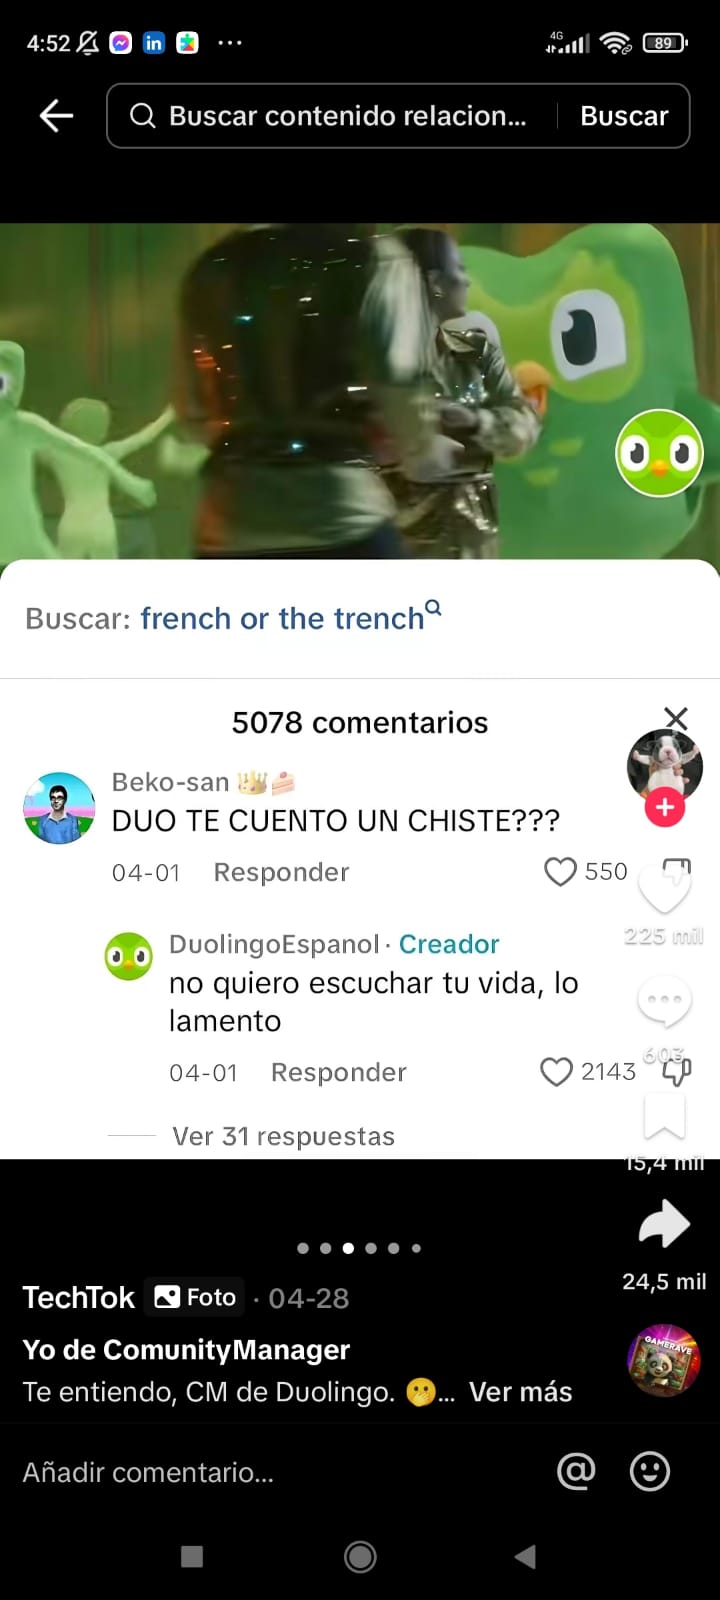 4:52
4G
89
Buscar contenido relacion...
Buscar
Buscar: french or the trench
5078 comentarios
Beko-san 👑🍰
DUO TE CUENTO UN CHISTE???
04-01 Responder 550
225 mil
DuolingoEspanol · Creador
no quiero escuchar tu vida, lo
lamento
603
04-01 Responder 2143
Ver 31 respuestas
15,4 mil
24,5 mil
TechTok Foto · 04-28
Yo de ComunityManager
GAMERAVE
Te entiendo, CM de Duolingo. 🫢... Ver más
Añadir comentario...